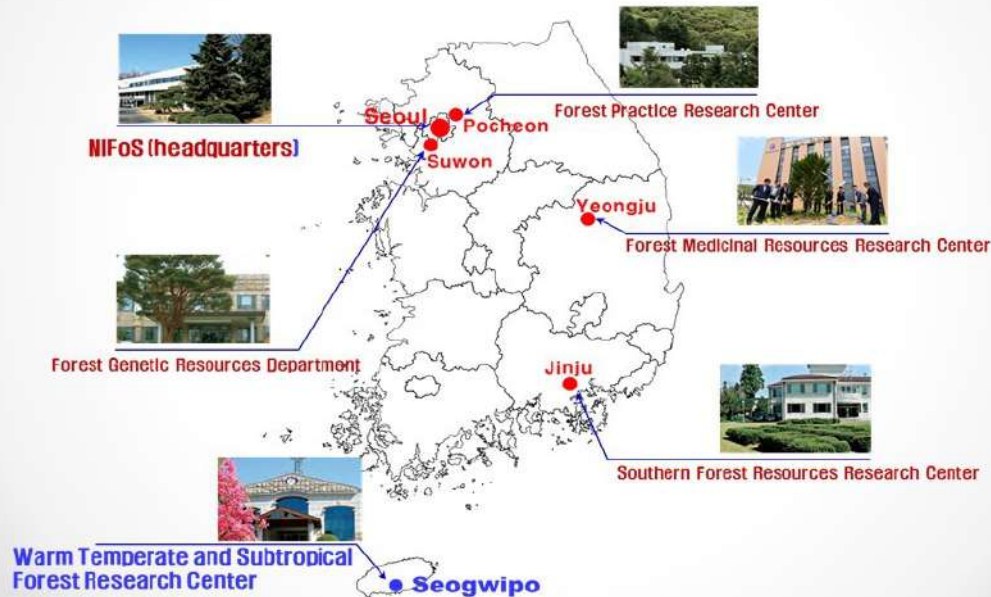 Seoul
Pocheon
Forest Practice Research Center
NIFoS (headquarters)
Suwon
Yeongju
Forest Medicinal Resources Research Center
Forest Genetic Resources Department
Jinju
Southern Forest Resources Research Center
Warm Temperate and Subtropical
Forest Research Center
Seogwipo